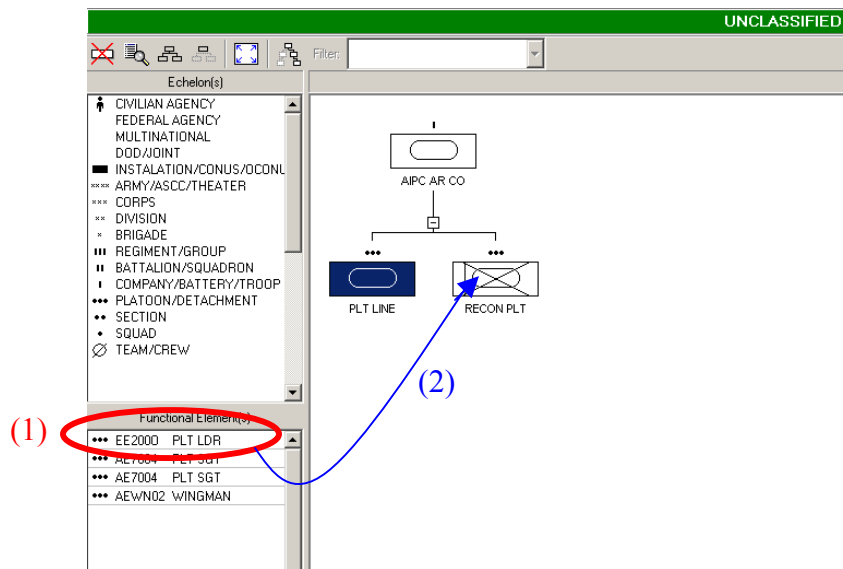 UNCLASSIFIED
Filter:
Echelon(s)
CIVILIAN AGENCY
FEDERAL AGENCY
MULTINATIONAL
DOD/JOINT
INSTALATION/CONUS/OCONU
ARMY/ASCC/THEATER
CORPS
DIVISION
BRIGADE
REGIMENT/GROUP
BATTALION/SQUADRON
COMPANY/BATTERY/TROOP
PLATOON/DETACHMENT
SECTION
SQUAD
TEAM/CREW
AIPC AR CO
PLT LINE
RECON PLT
(2)
(1)
Functional Element(s)
EE2000 PLT LDR
AE7004 PLT SGT
AE7004 PLT SGT
AEWN02 WINGMAN